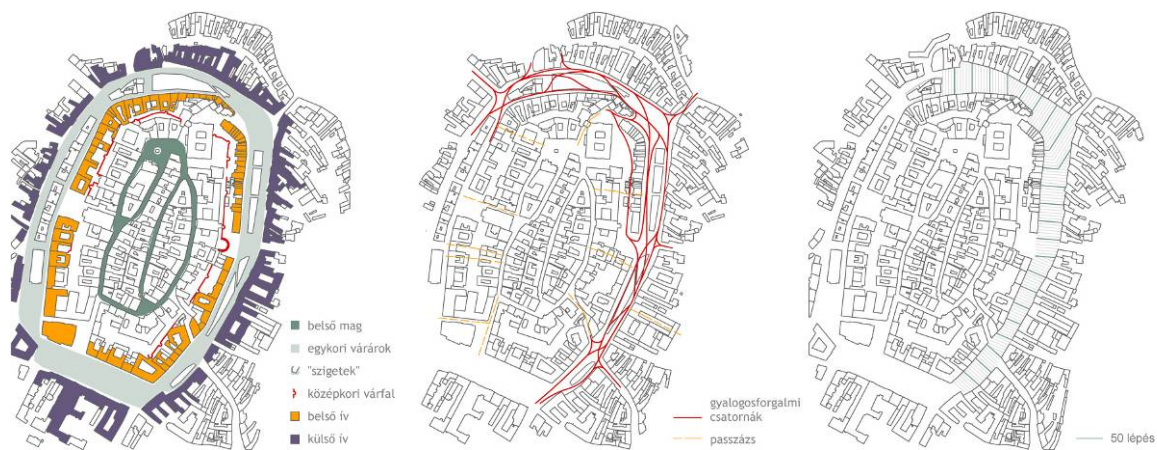 belső mag
egykori várárok
"szigetek"
középkori várfal
belső ív
külső ív
gyalogosforgalmi
csatornák
passzázs
50 lépés